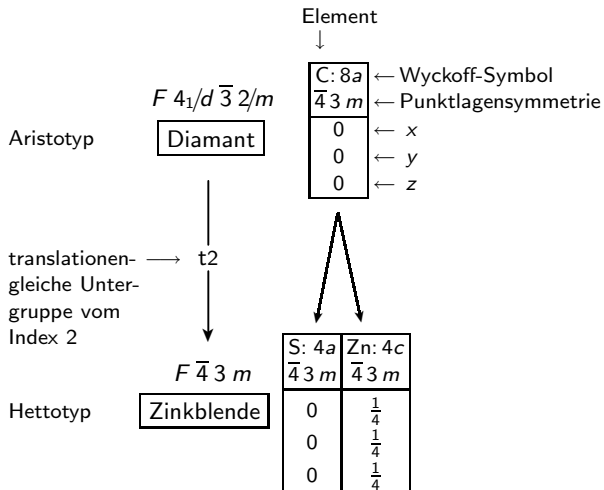 Element
↓
C: 8a ← Wyckoff-Symbol
F 4₁/d 3̅ 2/m
4̅ 3 m ← Punktlagensymmetrie
Aristotyp Diamant
0 ← x
0 ← y
0 ← z
translationen- ⟶ t2
gleiche Unter-
gruppe vom
Index 2
S: 4a Zn: 4c
F 4̅ 3 m
4̅ 3 m 4̅ 3 m
Hettotyp Zinkblende
0 1/4
0 1/4
0 1/4